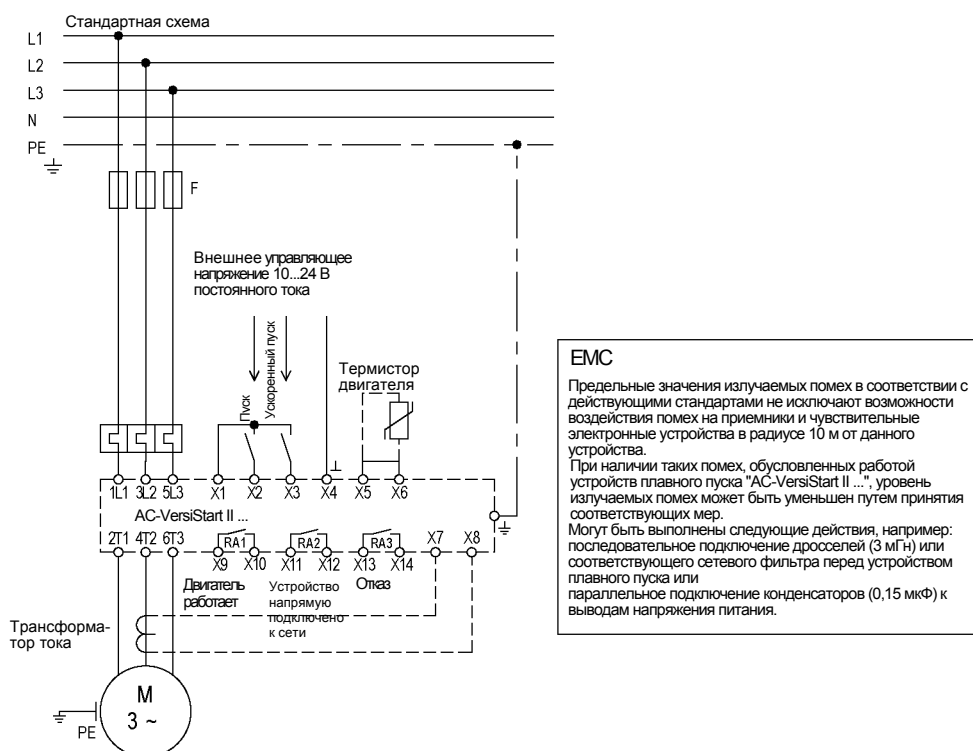 Стандартная схема
L1
L2
L3
N
PE
F
Внешнее управляющее
напряжение 10...24 В
постоянного тока
Пуск
Ускоренный пуск
Термистор
двигателя
1L1 3L2 5L3 X1 X2 X3 X4 ⊥ X5 X6
AC-VersiStart II ...
2T1 4T2 6T3 RA1 RA2 RA3 X7 X8
X9 X10 X11 X12 X13 X14
Двигатель
работает
Устройство
напрямую
подключено
к сети
Отказ
Трансформа-
тор тока
M
3 ~
PE
EMC
Предельные значения излучаемых помех в соответствии с
действующими стандартами не исключают возможности
воздействия помех на приемники и чувствительные
электронные устройства в радиусе 10 м от данного
устройства.
При наличии таких помех, обусловленных работой
устройств плавного пуска "AC-VersiStart II ...", уровень
излучаемых помех может быть уменьшен путем принятия
соответствующих мер.
Могут быть выполнены следующие действия, например:
последовательное подключение дросселей (3 мГн) или
соответствующего сетевого фильтра перед устройством
плавного пуска или
параллельное подключение конденсаторов (0,15 мкФ) к
выводам напряжения питания.